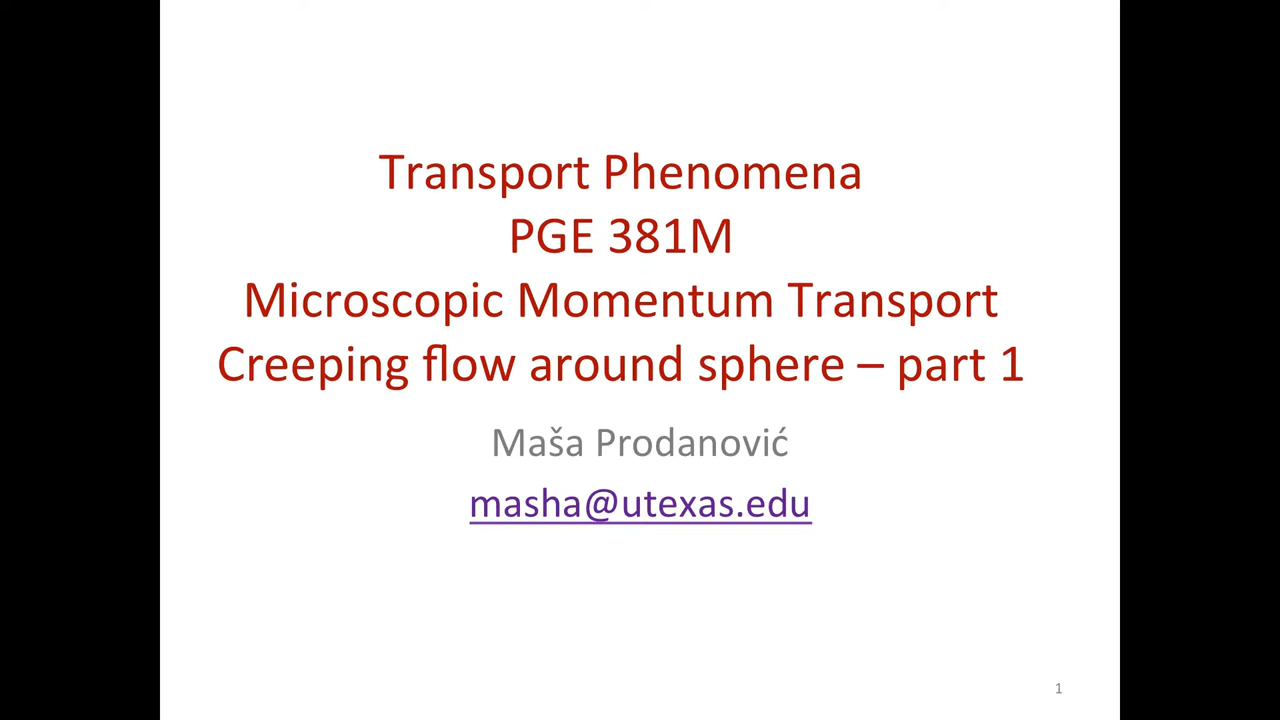 Transport Phenomena
PGE 381M
Microscopic Momentum Transport
Creeping flow around sphere – part 1
Maša Prodanović
masha@utexas.edu
1